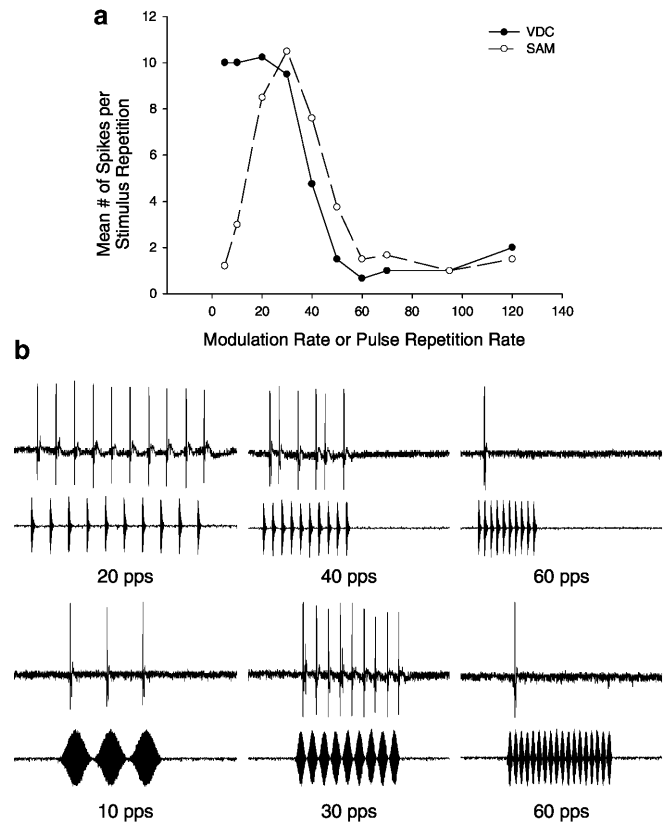 a
VDC
SAM
Mean # of Spikes per
Stimulus Repetition
12
10
8
6
4
2
0
0 20 40 60 80 100 120 140
Modulation Rate or Pulse Repetition Rate
b
20 pps 40 pps 60 pps
10 pps 30 pps 60 pps